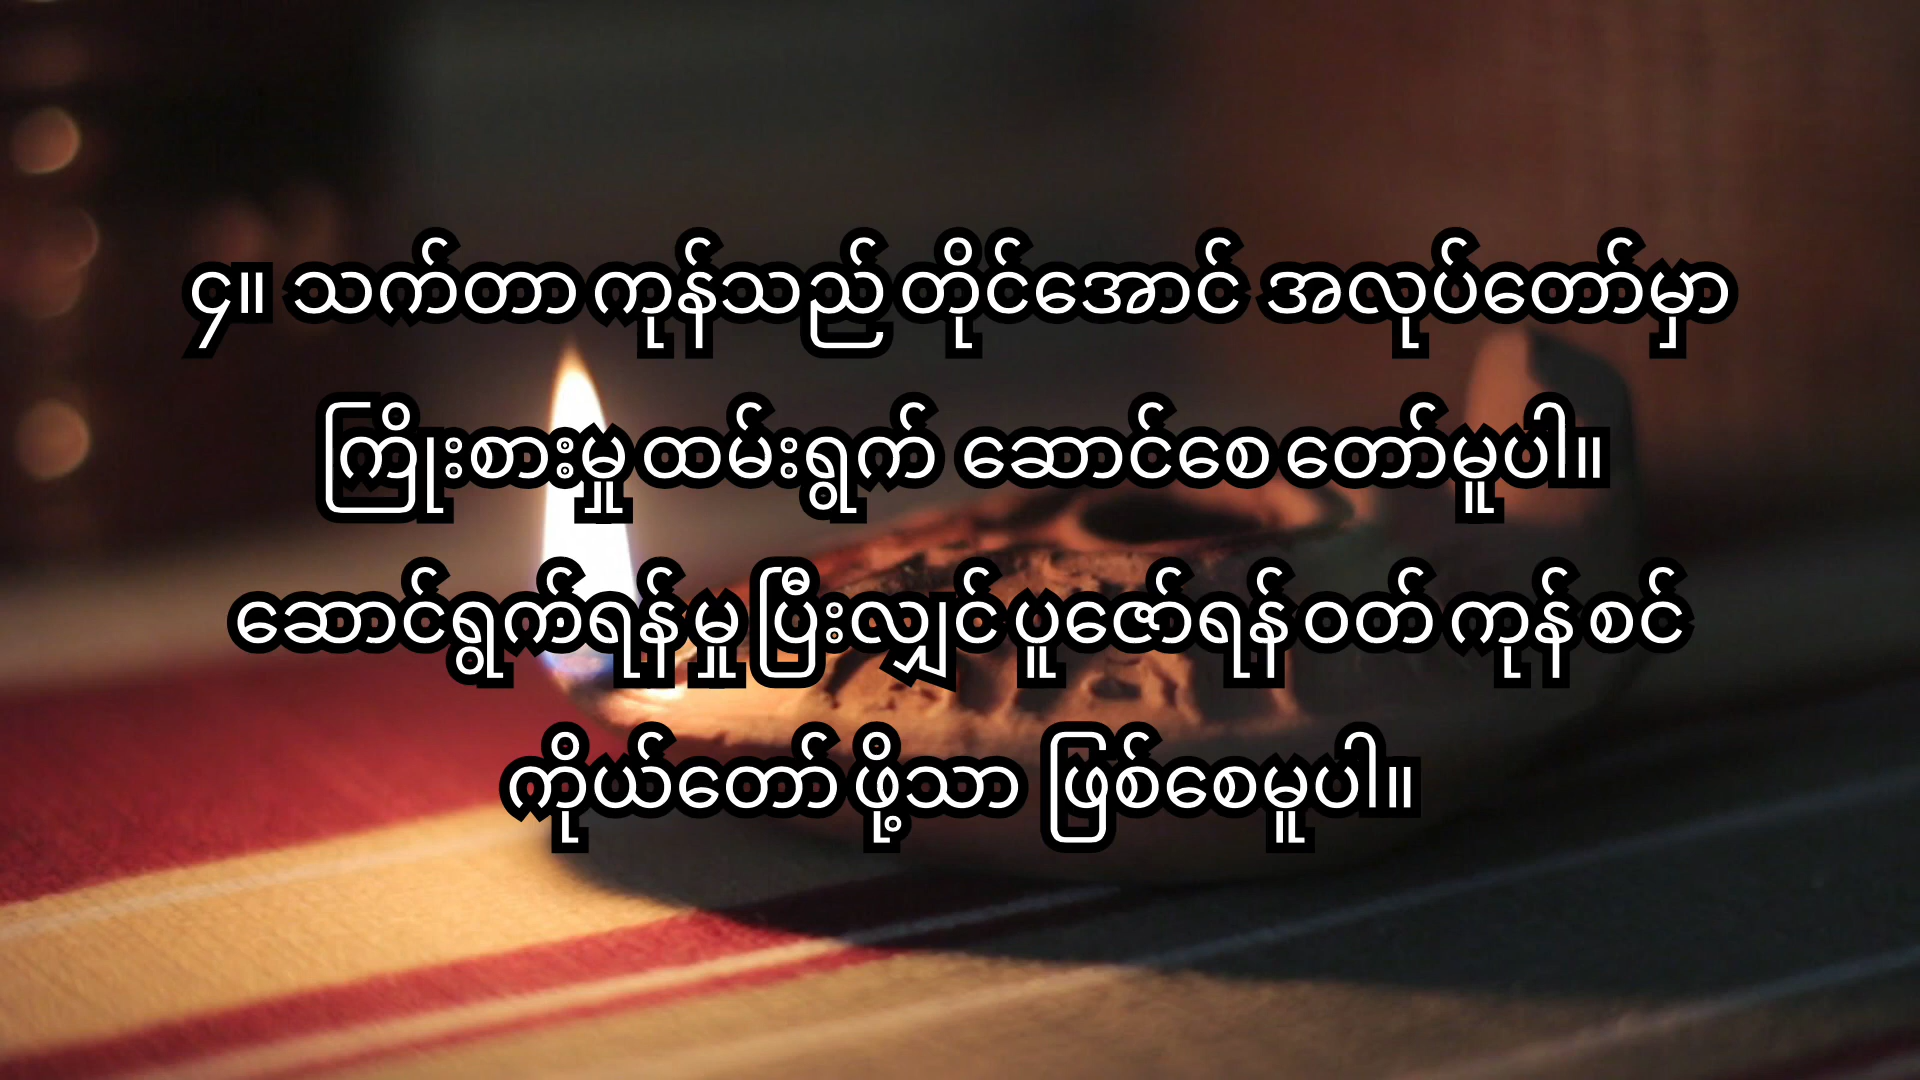 ၄။ သက်တာ ကုန်သည် တိုင်အောင် အလုပ်တော်မှာ
ကြိုးစားမှု ထမ်းရွက် ဆောင်စေ တော်မူပါ။
ဆောင်ရွက်ရန် မှု ပြီးလျှင် ပူဇော်ရန် ဝတ် ကုန် စင်
ကိုယ်တော် ဖို့သာ ဖြစ်စေမူပါ။